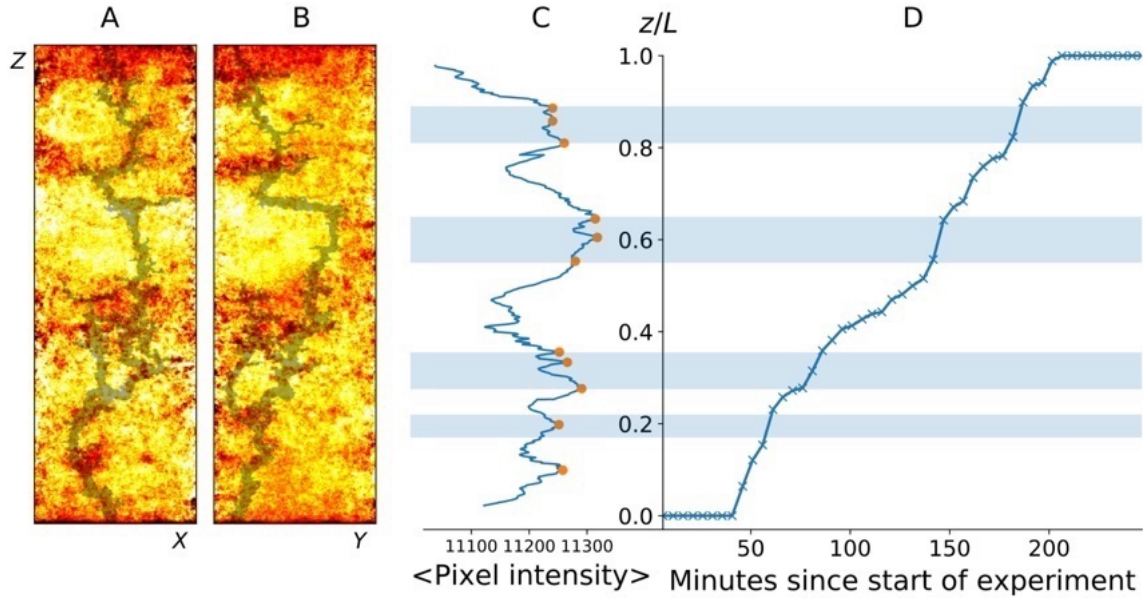 A
B
C
D
Z
X
Y
z/L
1.0
0.8
0.6
0.4
0.2
0.0
11100 11200 11300
<Pixel intensity>
50 100 150 200
Minutes since start of experiment